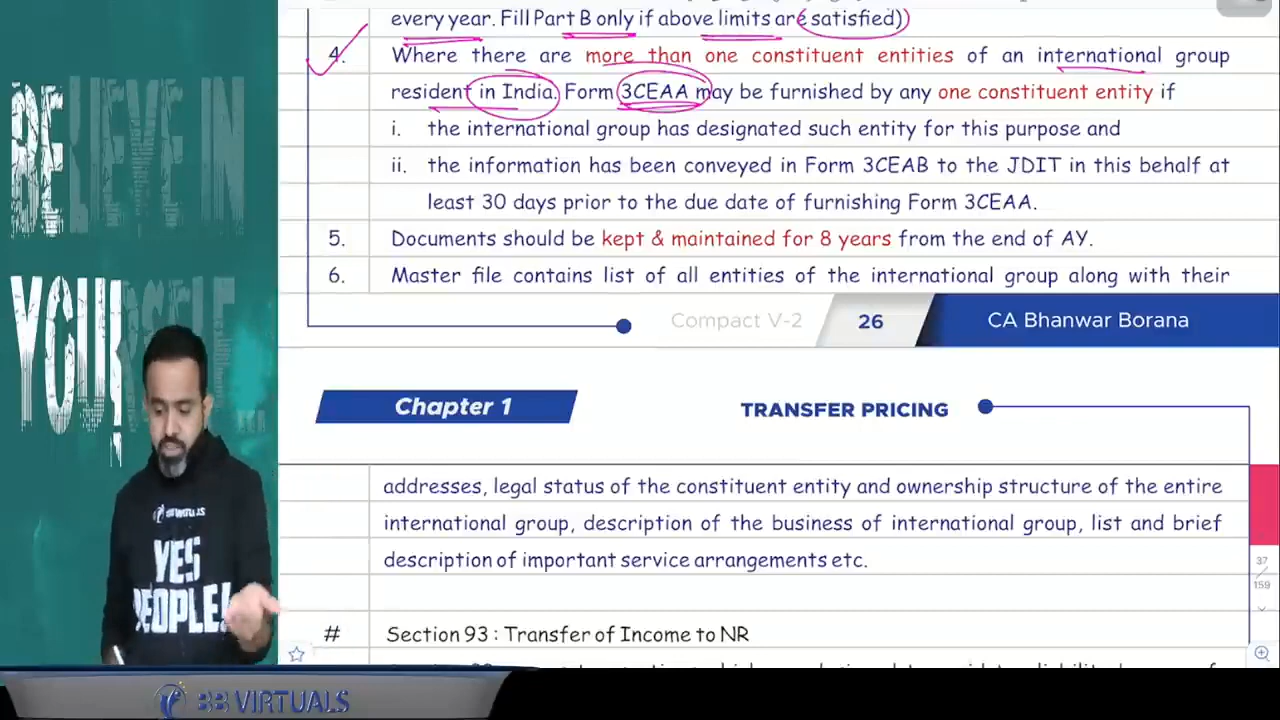 every year. Fill Part B only if above limits are satisfied)
4. Where there are more than one constituent entities of an international group
resident in India. Form 3CEAA may be furnished by any one constituent entity if
i. the international group has designated such entity for this purpose and
ii. the information has been conveyed in Form 3CEAB to the JDIT in this behalf at
least 30 days prior to the due date of furnishing Form 3CEAA.
5. Documents should be kept & maintained for 8 years from the end of AY.
6. Master file contains list of all entities of the international group along with their
Compact V-2 26 CA Bhanwar Borana
Chapter 1 TRANSFER PRICING
addresses, legal status of the constituent entity and ownership structure of the entire
international group, description of the business of international group, list and brief
description of important service arrangements etc.
# Section 93 : Transfer of Income to NR
37
159
BELIEVE IN
YOURSELF
BB VIRTUALS
YES
PEOPLE!
BB VIRTUALS